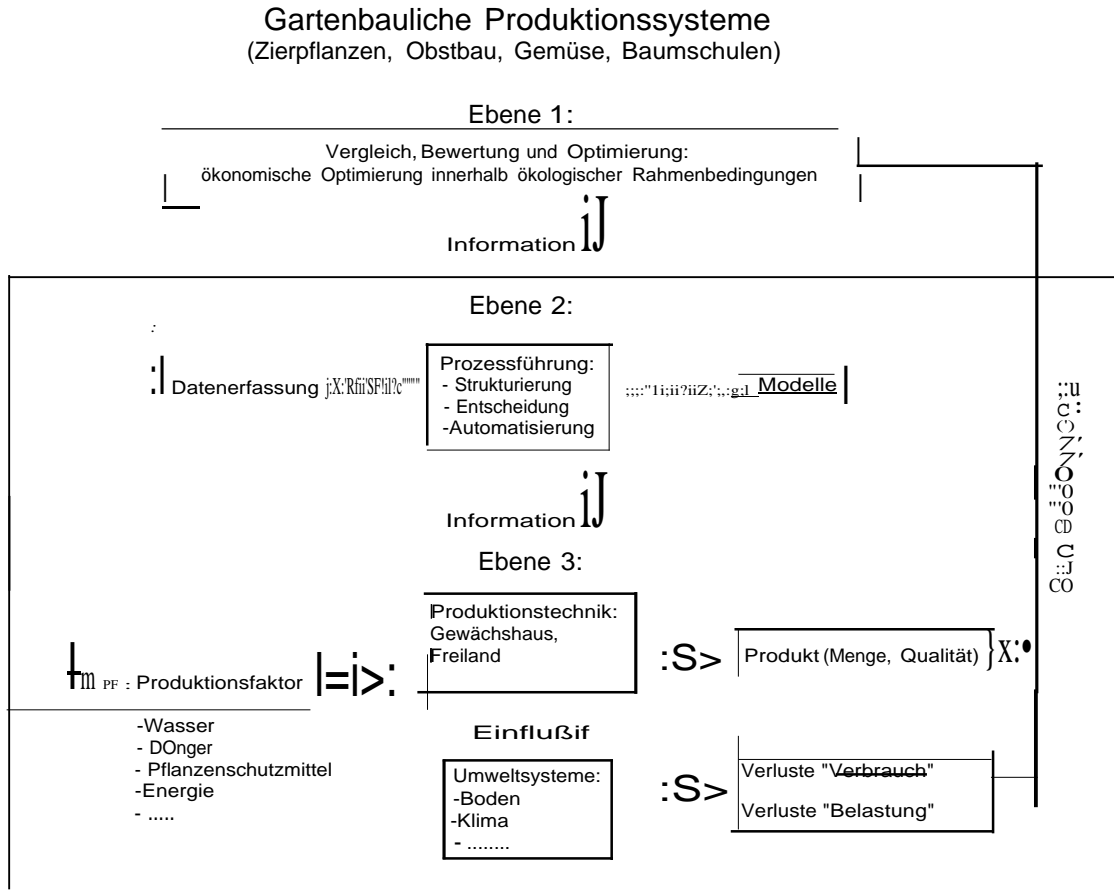 Gartenbauliche Produktionssysteme
(Zierpflanzen, Obstbau, Gemüse, Baumschulen)
Ebene 1:
Vergleich, Bewertung und Optimierung:
ökonomische Optimierung innerhalb ökologischer Rahmenbedingungen
Information
Ebene 2:
Datenerfassung
Prozessführung:
- Strukturierung
- Entscheidung
-Automatisierung
Modelle
Information
Ebene 3:
PF : Produktionsfaktor
-Wasser
- DOnger
- Pflanzenschutzmittel
-Energie
- .....
Produktionstechnik:
Gewächshaus,
Freiland
:S> Produkt (Menge, Qualität)
Einflußif
Umweltsysteme:
-Boden
-Klima
- ........
:S>
Verluste "Verbrauch"
Verluste "Belastung"